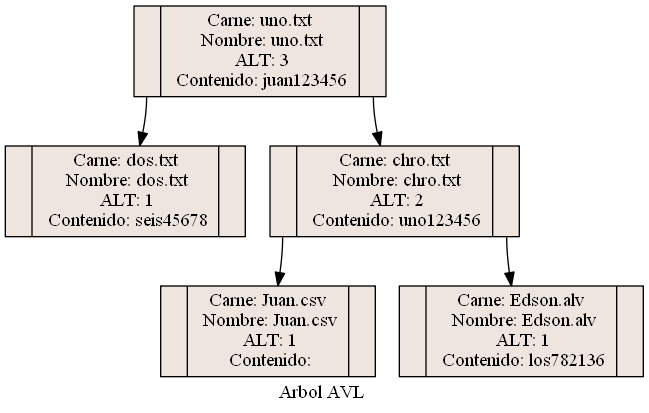 Carne: uno.txt
Nombre: uno.txt
ALT: 3
Contenido: juan123456
Carne: dos.txt
Nombre: dos.txt
ALT: 1
Contenido: seis45678
Carne: chro.txt
Nombre: chro.txt
ALT: 2
Contenido: uno123456
Carne: Juan.csv
Nombre: Juan.csv
ALT: 1
Contenido:
Carne: Edson.alv
Nombre: Edson.alv
ALT: 1
Contenido: los782136
Arbol AVL